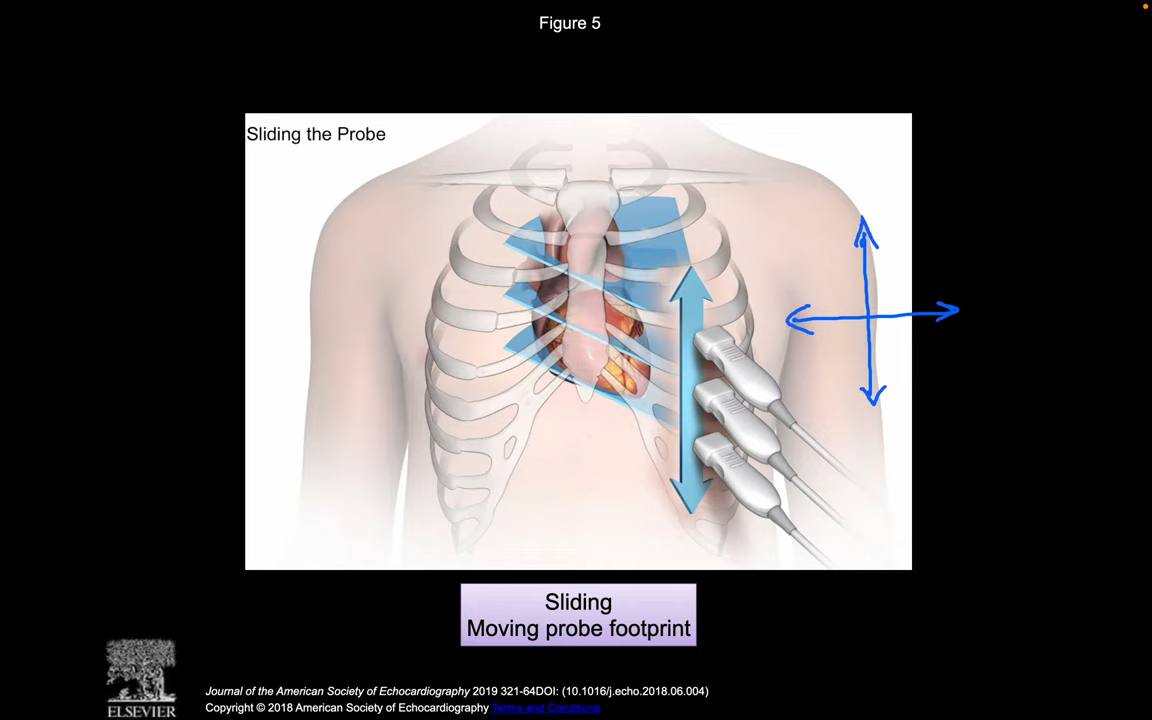 Figure 5
Sliding the Probe
Sliding
Moving probe footprint
ELSEVIER
Journal of the American Society of Echocardiography 2019 321-64DOI: (10.1016/j.echo.2018.06.004)
Copyright © 2018 American Society of Echocardiography Terms and Conditions